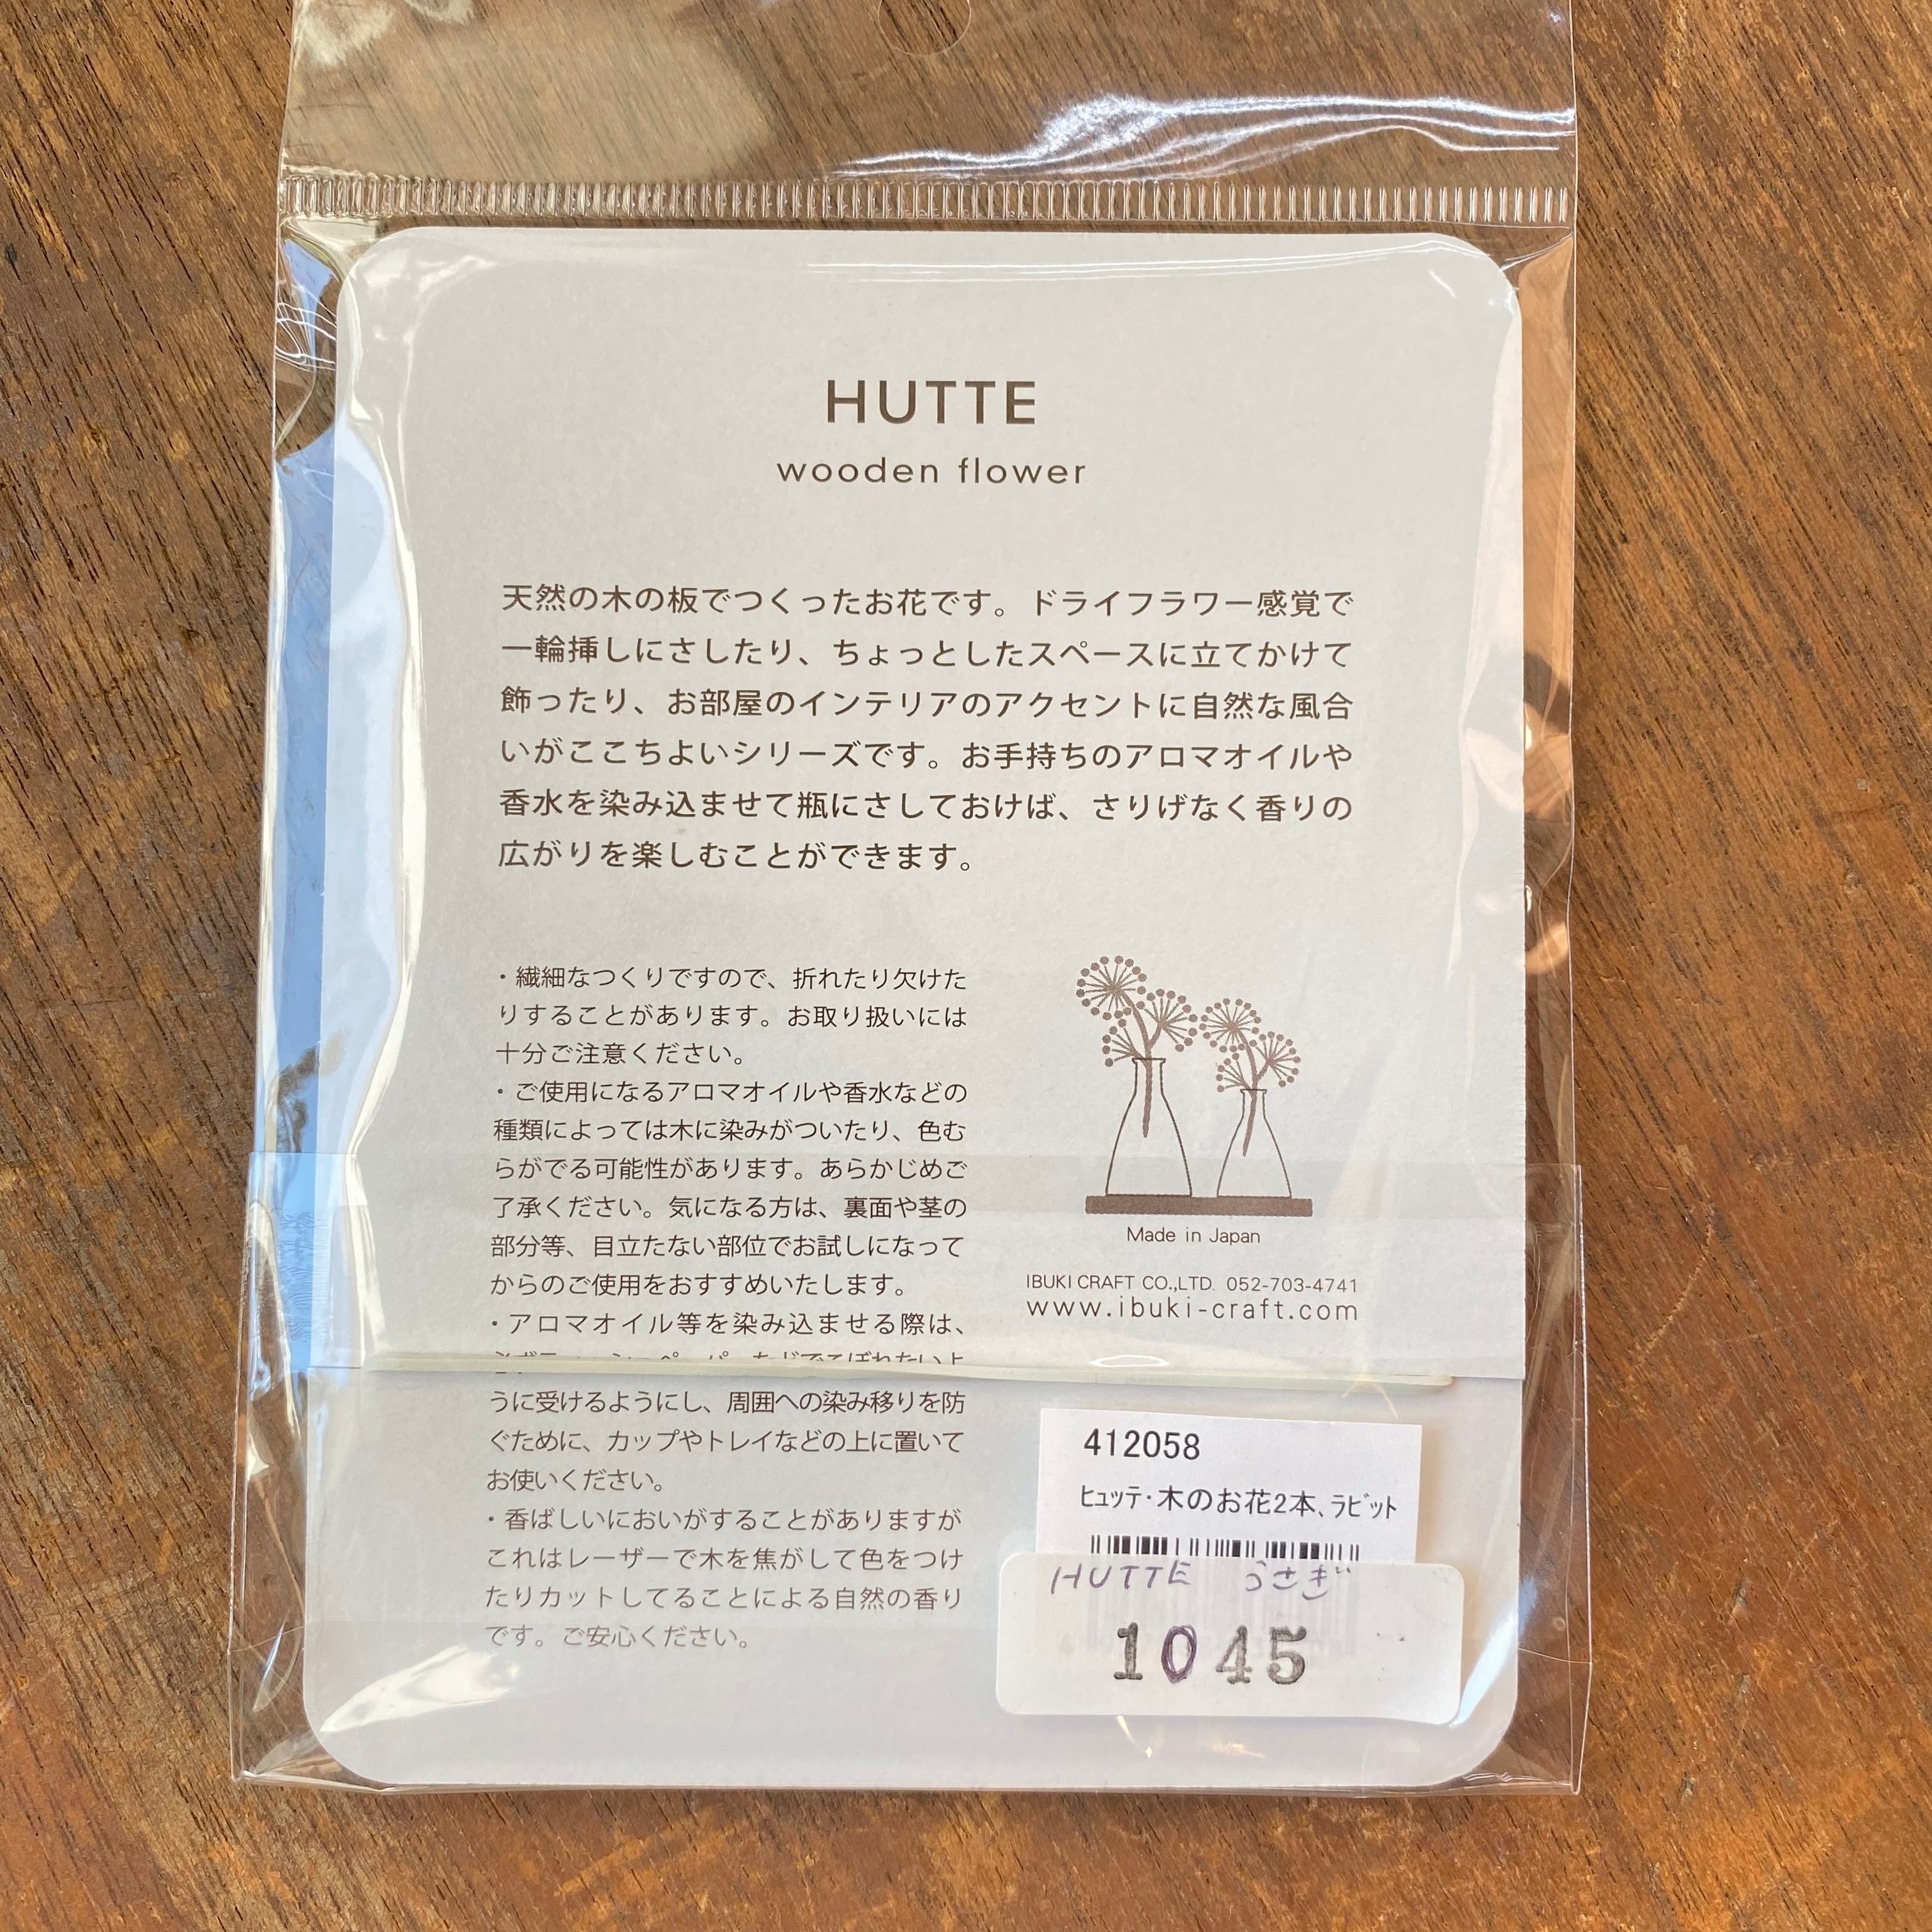 HUTTE
wooden flower
天然の木の板でつくったお花です。ドライフラワー感覚で
一輪挿しにさしたり、ちょっとしたスペースに立てかけて
飾ったり、お部屋のインテリアのアクセントに自然な風合
いがここちよいシリーズです。お手持ちのアロマオイルや
香水を染み込ませて瓶にさしておけば、さりげなく香りの
広がりを楽しむことができます。
・繊細なつくりですので、折れたり欠けた
りすることがあります。お取り扱いには
十分ご注意ください。
・ご使用になるアロマオイルや香水などの
種類によっては木に染みがついたり、色む
らがでる可能性があります。あらかじめご
了承ください。気になる方は、裏面や茎の
部分等、目立たない部位でお試しになって
からのご使用をおすすめいたします。
・アロマオイル等を染み込ませる際は、
うに受けるようにし、周囲への染み移りを防
ぐために、カップやトレイなどの上に置いて
お使いください。
・香ばしいにおいがすることがありますが
これはレーザーで木を焦がして色をつけ
たりカットしてることによる自然の香り
です。ご安心ください。
Made in Japan
IBUKI CRAFT CO.,LTD. 052-703-4741
www.ibuki-craft.com
412058
ﾋｭｯﾃ･木のお花2本､ﾗﾋﾞｯﾄ
HUTTE うさぎ
1045